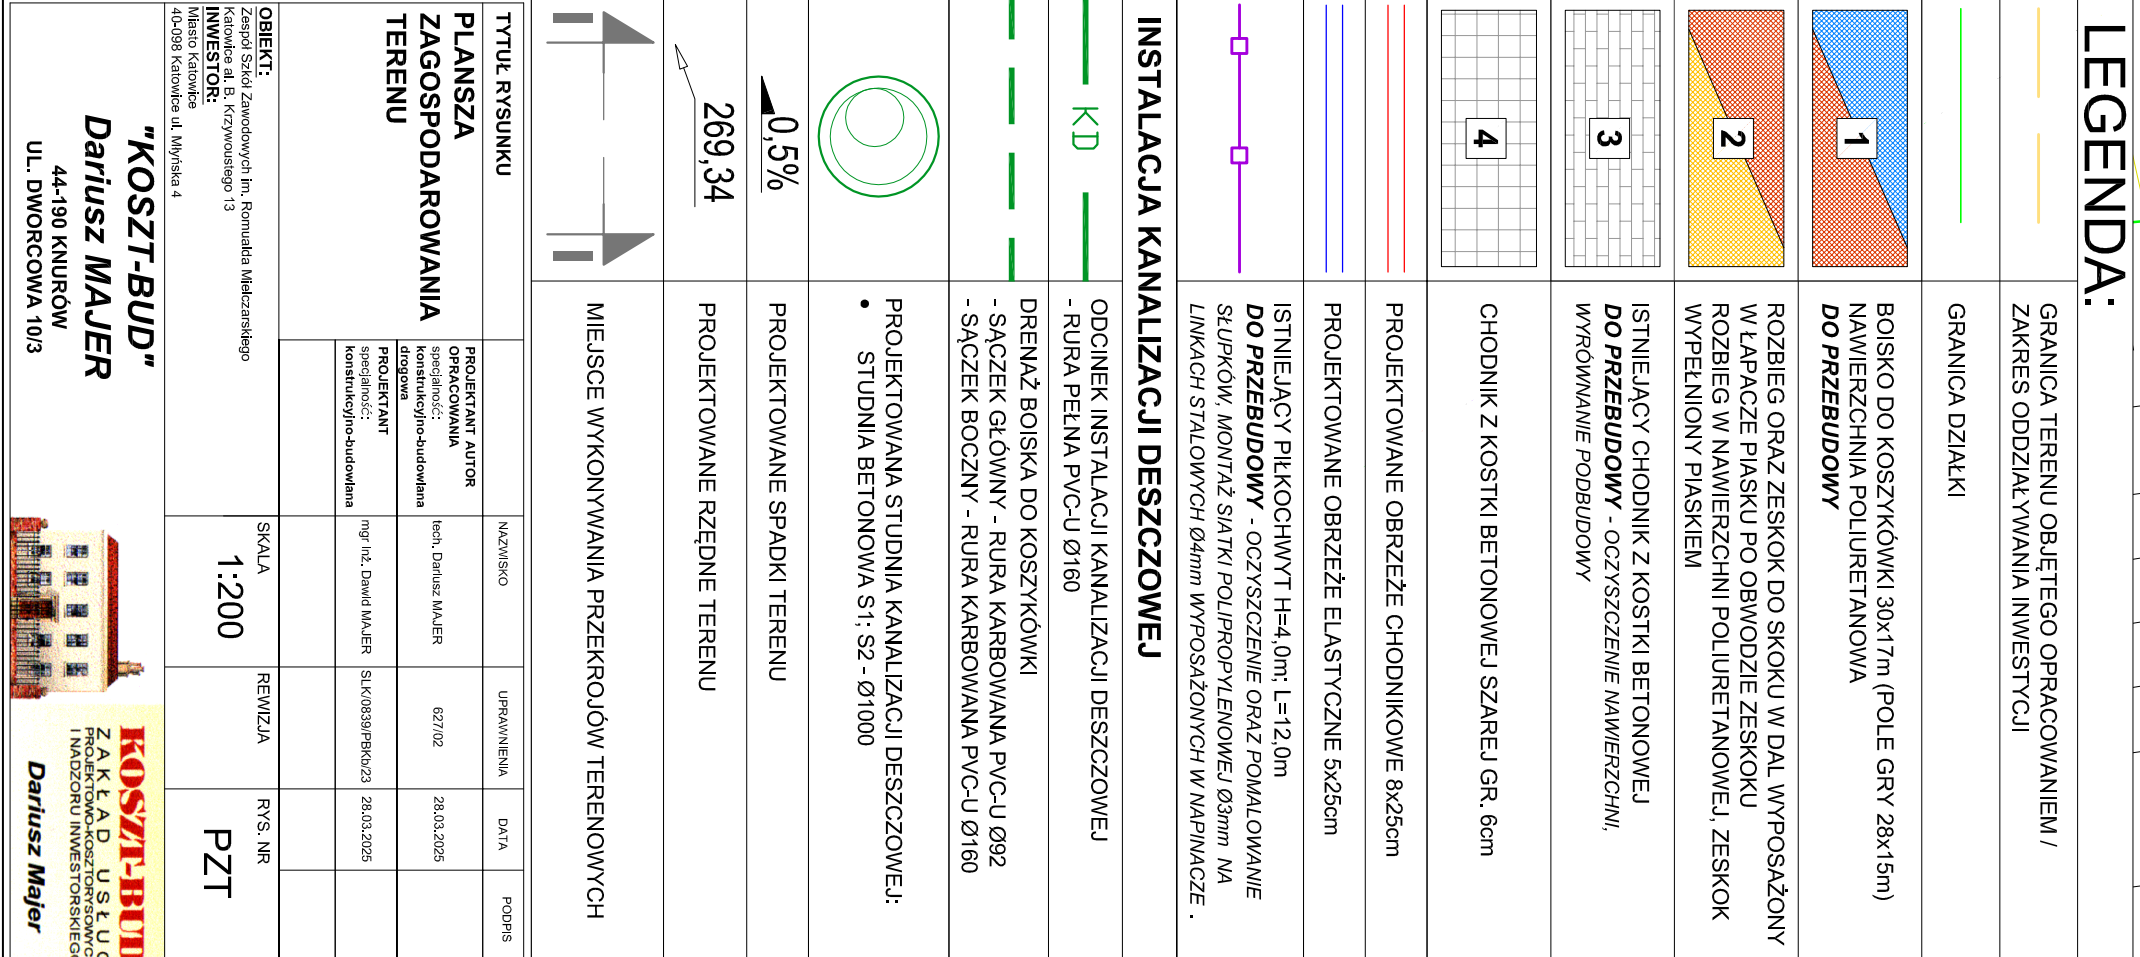 LEGENDA:
GRANICA TERENU OBJĘTEGO OPRACOWANIEM /
ZAKRES ODDZIAŁYWANIA INWESTYCJI
GRANICA DZIAŁKI
1
BOISKO DO KOSZYKÓWKI 30x17m (POLE GRY 28x15m)
NAWIERZCHNIA POLIURETANOWA
DO PRZEBUDOWY
2
ROZBIEG ORAZ ZESKOK DO SKOKU W DAL WYPOSAŻONY
W ŁAPACZE PIASKU PO OBWODZIE ZESKOKU
ROZBIEG W NAWIERZCHNI POLIURETANOWEJ, ZESKOK
WYPEŁNIONY PIASKIEM
3
ISTNIEJĄCY CHODNIK Z KOSTKI BETONOWEJ
DO PRZEBUDOWY - OCZYSZCZENIE NAWIERZCHNI,
WYRÓWNANIE PODBUDOWY
4
CHODNIK Z KOSTKI BETONOWEJ SZAREJ GR. 6cm
PROJEKTOWANE OBRZEŻE CHODNIKOWE 8x25cm
PROJEKTOWANE OBRZEŻE ELASTYCZNE 5x25cm
ISTNIEJĄCY PIŁKOCHWYT H=4,0m; L=12,0m
DO PRZEBUDOWY - OCZYSZCZENIE ORAZ POMALOWANIE
SŁUPKÓW, MONTAŻ SIATKI POLIPROPYLENOWEJ Ø3mm NA
LINKACH STALOWYCH Ø4mm WYPOSAŻONYCH W NAPINACZE .
INSTALACJA KANALIZACJI DESZCZOWEJ
KD
ODCINEK INSTALACJI KANALIZACJI DESZCZOWEJ
- RURA PEŁNA PVC-U Ø160
DRENAŻ BOISKA DO KOSZYKÓWKI
- SĄCZEK GŁÓWNY - RURA KARBOWANA PVC-U Ø92
- SĄCZEK BOCZNY - RURA KARBOWANA PVC-U Ø160
PROJEKTOWANA STUDNIA KANALIZACJI DESZCZOWEJ:
• STUDNIA BETONOWA S1; S2 - Ø1000
0,5%
PROJEKTOWANE SPADKI TERENU
269,34
PROJEKTOWANE RZĘDNE TERENU
MIEJSCE WYKONYWANIA PRZEKROJÓW TERENOWYCH
TYTUŁ RYSUNKU
NAZWISKO
UPRAWNIENIA
DATA
PODPIS
PLANSZA
ZAGOSPODAROWANIA
TERENU
PROJEKTANT AUTOR
OPRACOWANIA
specjalność:
konstrukcyjno-budowlana
drogowa
tech. Dariusz MAJER
627/02
28.03.2025
PROJEKTANT
specjalność:
konstrukcyjno-budowlana
mgr inż. Dawid MAJER
SLK/0839/PBKb/23
28.03.2025
OBIEKT:
Zespół Szkół Zawodowych im. Romualda Mielczarskiego
Katowice al. B. Krzywoustego 13
INWESTOR:
Miasto Katowice
40-098 Katowice ul. Młyńska 4
SKALA
1:200
REWIZJA
RYS. NR
PZT
"KOSZT-BUD"
Dariusz MAJER
44-190 KNURÓW
UL. DWORCOWA 10/3
KOSZT-BUD
ZAKŁAD USŁUG
PROJEKTOWO-KOSZTORYSOWYC
I NADZORU INWESTORSKIEG
Dariusz Majer